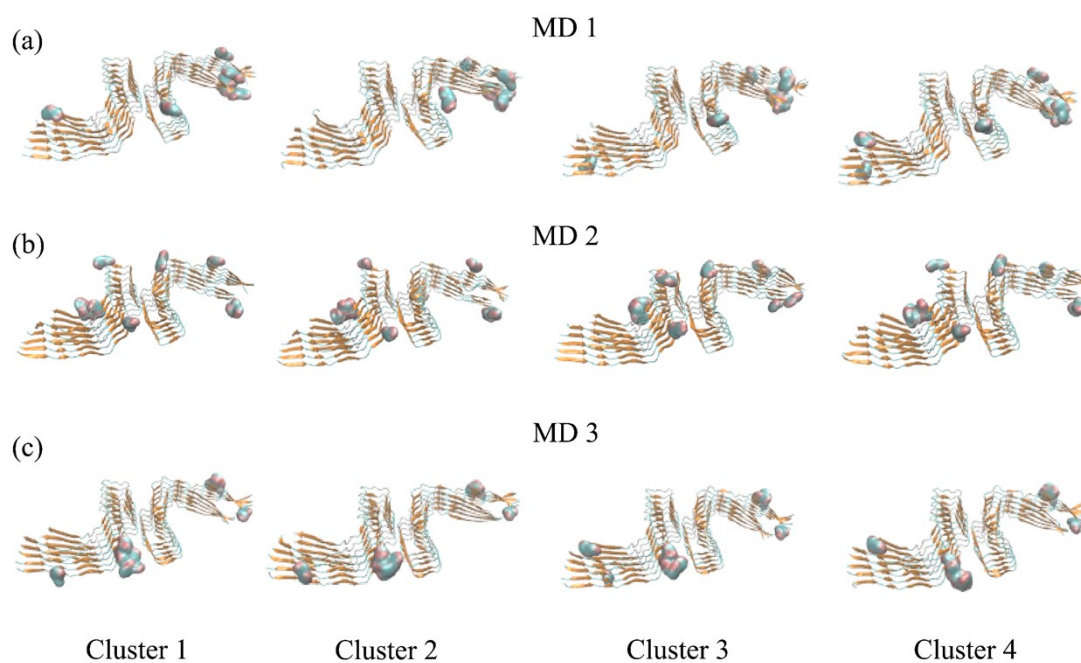 (a)
MD 1
(b)
MD 2
(c)
MD 3
Cluster 1
Cluster 2
Cluster 3
Cluster 4